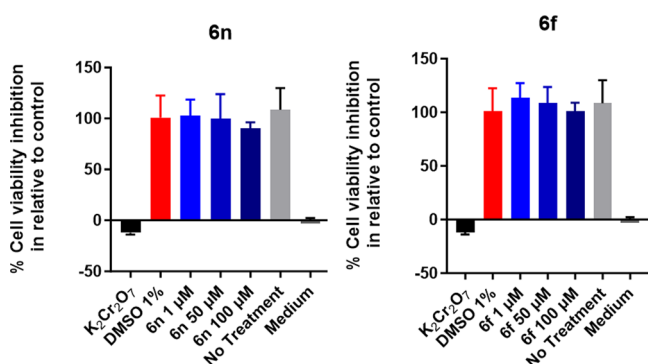 6n
% Cell viability inhibition
in relative to control
150
100
50
0
-50
K₂Cr₂O₇
DMSO 1%
6n 1 µM
6n 50 µM
6n 100 µM
No Treatment
Medium
6f
% Cell viability inhibition
in relative to control
150
100
50
0
-50
K₂Cr₂O₇
DMSO 1%
6f 1 µM
6f 50 µM
6f 100 µM
No Treatment
Medium